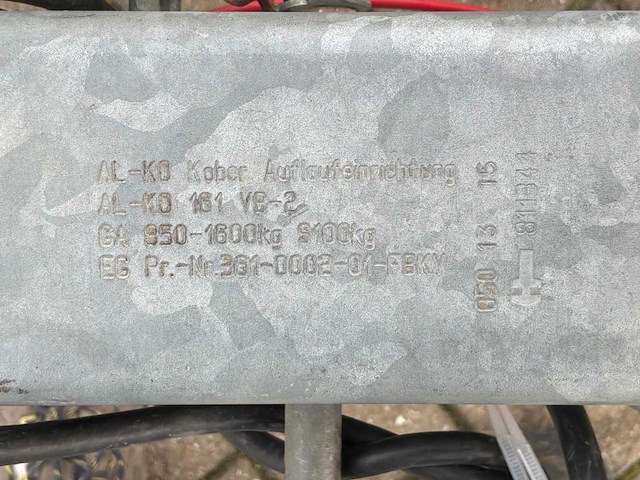 AL-KO Kober Auflaufeinrichtung
AL-KO 161 VB-2
GA 950-1600kg S100kg
EG Pr.-Nr.361-0002-01-FBKV
050 13 15
811344